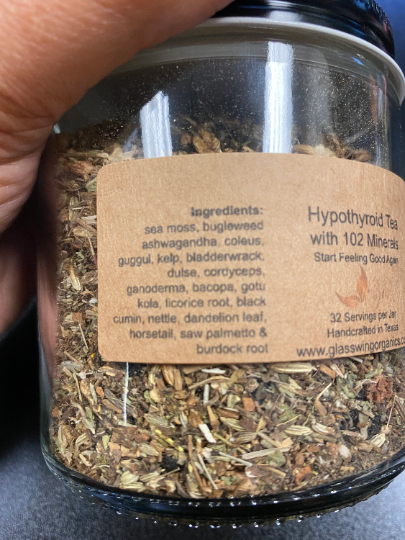 Ingredients:
sea moss, bugleweed
ashwagandha, coleus,
guggul, kelp, bladderwrack,
dulse, cordyceps,
ganoderma, bacopa, gotu
kola, licorice root, black
cumin, nettle, dandelion leaf,
horsetail, saw palmetto &
burdock root
Hypothyroid Tea
with 102 Minerals
Start Feeling Good Again
32 Servings per Jar
Handcrafted in Texas
www.glasswingorganics.co